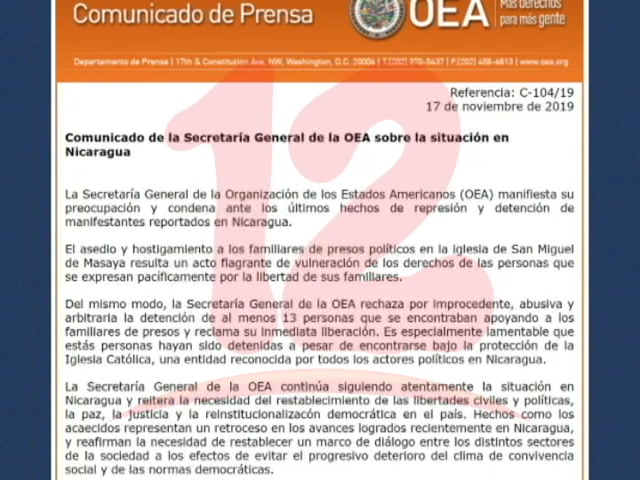 Comunicado de Prensa
OEA
Más derechos
para más gente
Departamento de Prensa | 17th & Constitution Ave. NW, Washington, D.C. 20006 | T.(202) 370-5437 | F.(202) 458-6813 | www.oas.org
Referencia: C-104/19
17 de noviembre de 2019
Comunicado de la Secretaría General de la OEA sobre la situación en
Nicaragua
La Secretaría General de la Organización de los Estados Americanos (OEA) manifiesta su
preocupación y condena ante los últimos hechos de represión y detención de
manifestantes reportados en Nicaragua.
El asedio y hostigamiento a los familiares de presos políticos en la iglesia de San Miguel
de Masaya resulta un acto flagrante de vulneración de los derechos de las personas que
se expresan pacíficamente por la libertad de sus familiares.
Del mismo modo, la Secretaría General de la OEA rechaza por improcedente, abusiva y
arbitraria la detención de al menos 13 personas que se encontraban apoyando a los
familiares de presos y reclama su inmediata liberación. Es especialmente lamentable que
estás personas hayan sido detenidas a pesar de encontrarse bajo la protección de la
Iglesia Católica, una entidad reconocida por todos los actores políticos en Nicaragua.
La Secretaría General de la OEA continúa siguiendo atentamente la situación en
Nicaragua y reitera la necesidad del restablecimiento de las libertades civiles y políticas,
la paz, la justicia y la reinstitucionalizacón democrática en el país. Hechos como los
acaecidos representan un retroceso en los avances logrados recientemente en Nicaragua,
y reafirman la necesidad de restablecer un marco de diálogo entre los distintos sectores
de la sociedad a los efectos de evitar el progresivo deterioro del clima de convivencia
social y de las normas democráticas.
12